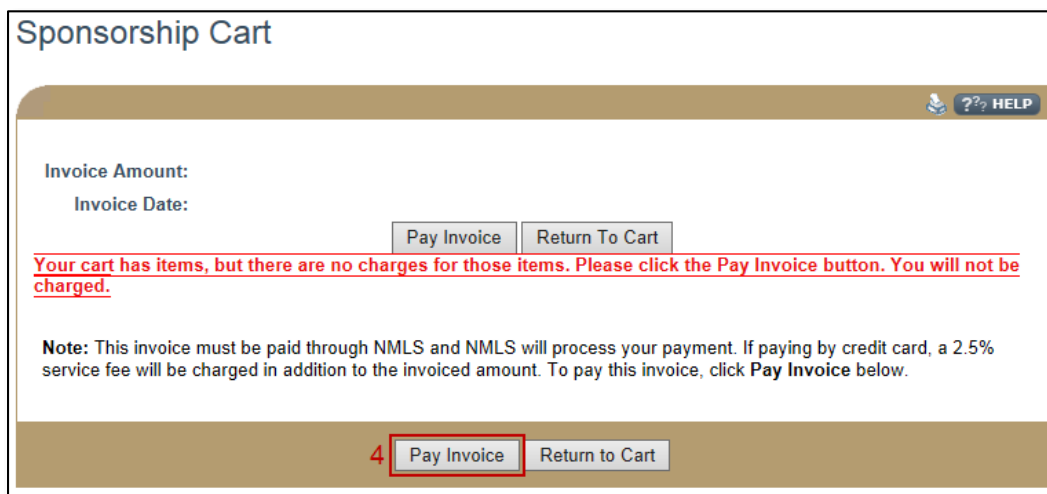 Sponsorship Cart
??? HELP
Invoice Amount:
Invoice Date:
Pay Invoice Return To Cart
Your cart has items, but there are no charges for those items. Please click the Pay Invoice button. You will not be
charged.
Note: This invoice must be paid through NMLS and NMLS will process your payment. If paying by credit card, a 2.5%
service fee will be charged in addition to the invoiced amount. To pay this invoice, click Pay Invoice below.
4 Pay Invoice Return to Cart